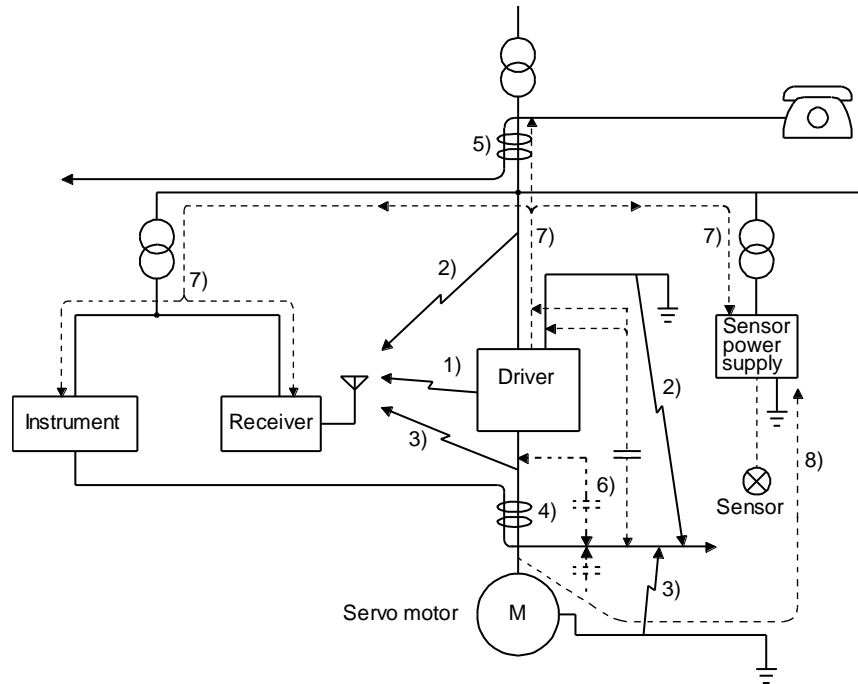 5)
7)
7)
2)
7)
Sensor
power
supply
1)
Driver
2)
Instrument
Receiver
3)
8)
6)
Sensor
4)
3)
Servo motor
M